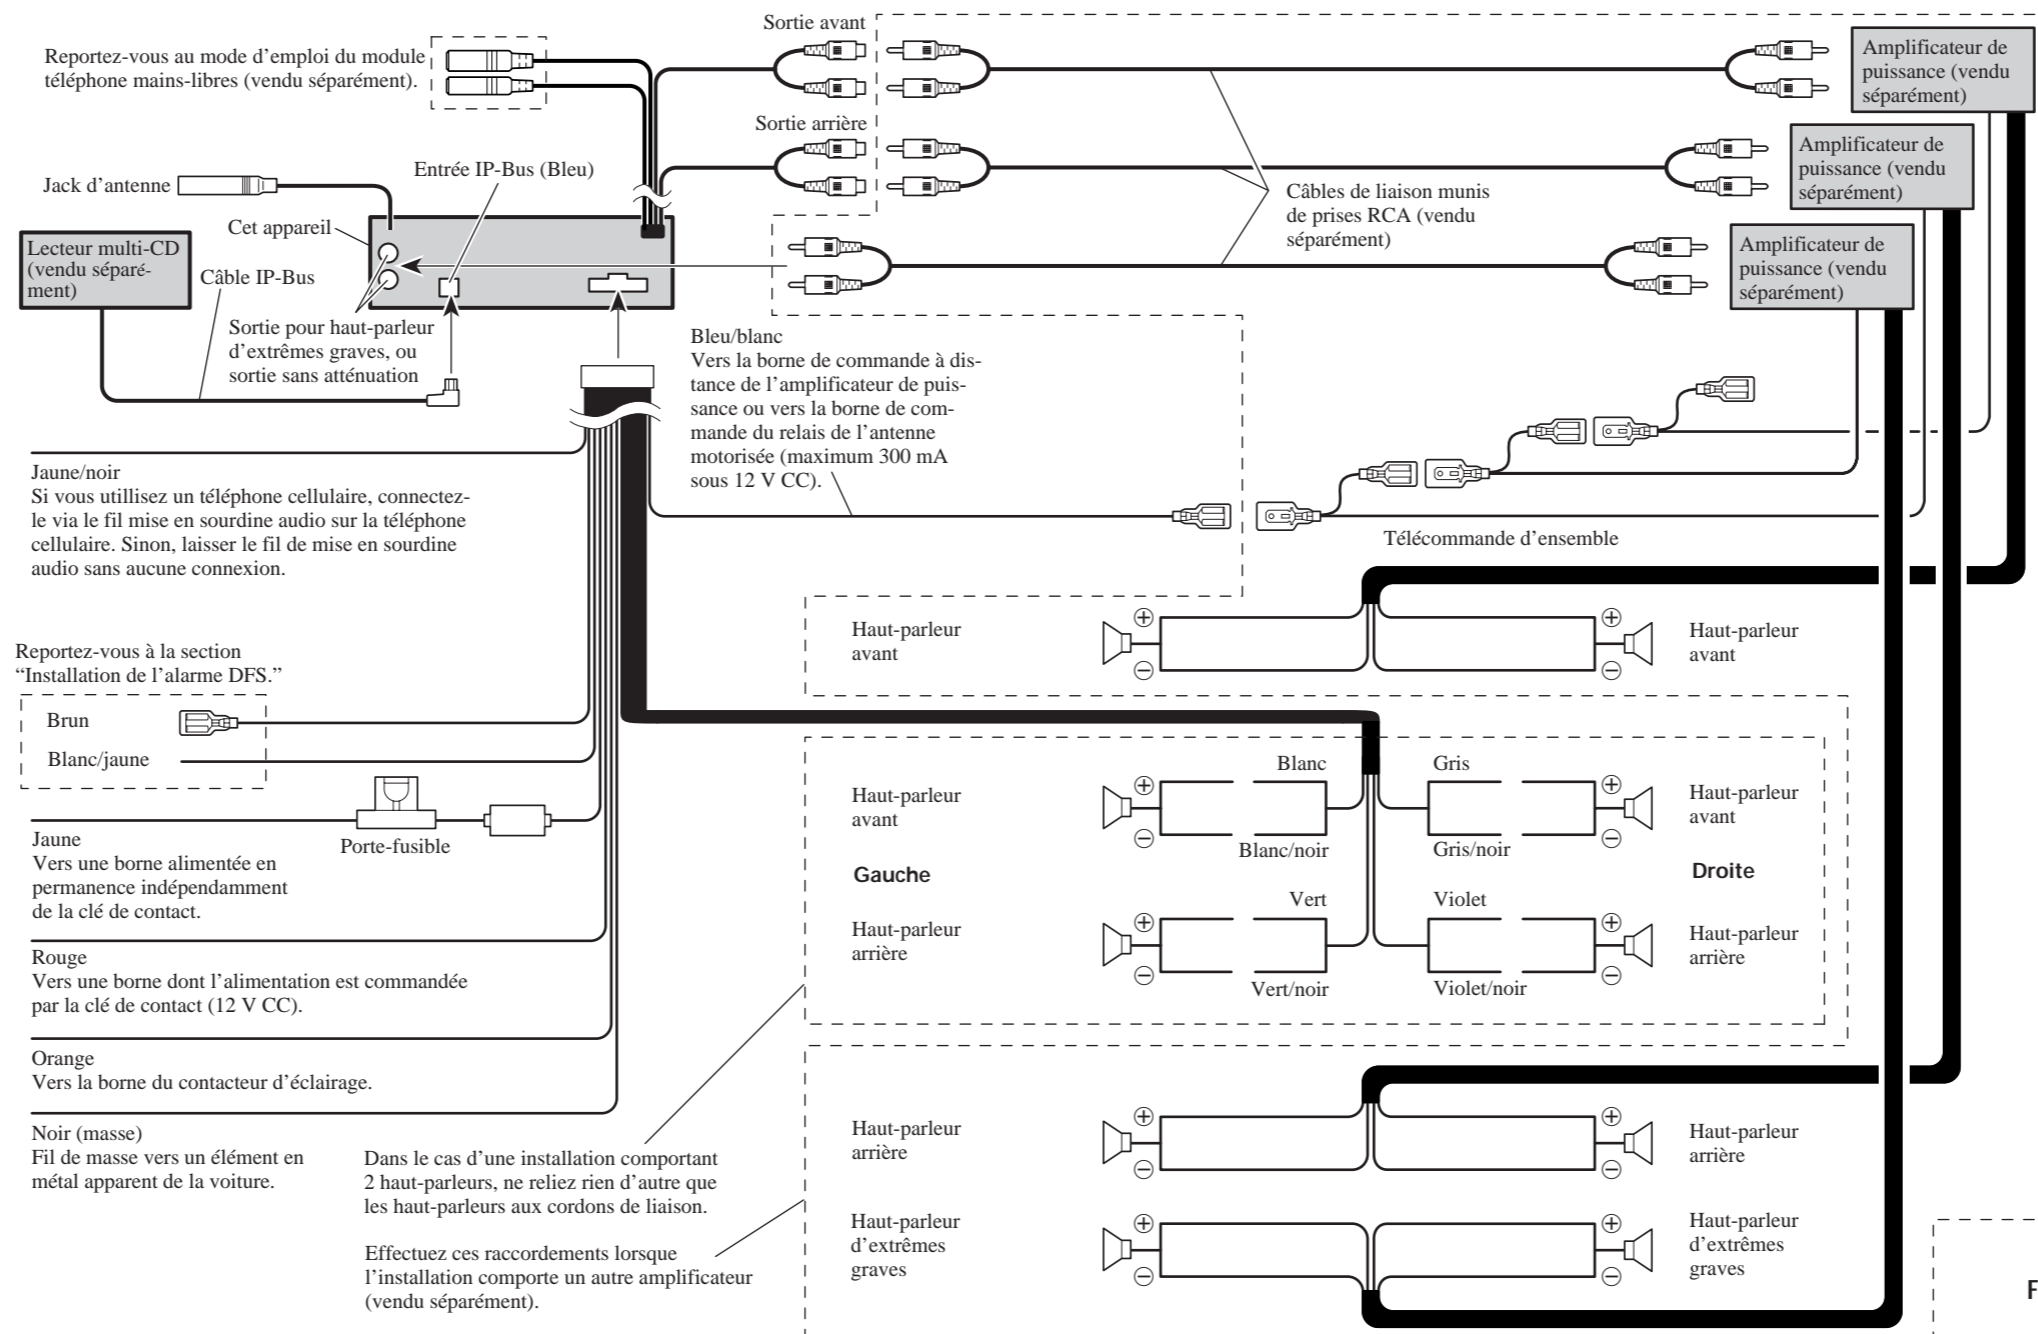 Sortie avant
Reportez-vous au mode d'emploi du module
téléphone mains-libres (vendu séparément).
Amplificateur de
puissance (vendu
séparément)
Sortie arrière
Amplificateur de
puissance (vendu
séparément)
Jack d'antenne
Entrée IP-Bus (Bleu)
Câbles de liaison munis
de prises RCA (vendu
séparément)
Cet appareil
Lecteur multi-CD
(vendu séparé-
ment)
Câble IP-Bus
Amplificateur de
puissance (vendu
séparément)
Sortie pour haut-parleur
d'extrêmes graves, ou
sortie sans atténuation
Bleu/blanc
Vers la borne de commande à dis-
tance de l'amplificateur de puis-
sance ou vers la borne de com-
mande du relais de l'antenne
motorisée (maximum 300 mA
sous 12 V CC).
Jaune/noir
Si vous utilisez un téléphone cellulaire, connectez-
le via le fil mise en sourdine audio sur la téléphone
cellulaire. Sinon, laisser le fil de mise en sourdine
audio sans aucune connexion.
Télécommande d'ensemble
Haut-parleur
avant
⊕
⊖
⊕
⊖
Haut-parleur
avant
Reportez-vous à la section
“Installation de l'alarme DFS.”
Brun
Blanc/jaune
Porte-fusible
Jaune
Vers une borne alimentée en
permanence indépendamment
de la clé de contact.
Haut-parleur
avant
⊕
⊖
Blanc
Blanc/noir
Gris
Gris/noir
⊕
⊖
Haut-parleur
avant
Gauche
Droite
Haut-parleur
arrière
⊕
⊖
Vert
Vert/noir
Violet
Violet/noir
⊕
⊖
Haut-parleur
arrière
Rouge
Vers une borne dont l'alimentation est commandée
par la clé de contact (12 V CC).
Orange
Vers la borne du contacteur d'éclairage.
Noir (masse)
Fil de masse vers un élément en
métal apparent de la voiture.
Dans le cas d'une installation comportant
2 haut-parleurs, ne reliez rien d'autre que
les haut-parleurs aux cordons de liaison.
Effectuez ces raccordements lorsque
l'installation comporte un autre amplificateur
(vendu séparément).
Haut-parleur
arrière
⊕
⊖
⊕
⊖
Haut-parleur
arrière
Haut-parleur
d'extrêmes
graves
⊕
⊖
⊕
⊖
Haut-parleur
d'extrêmes
graves
F